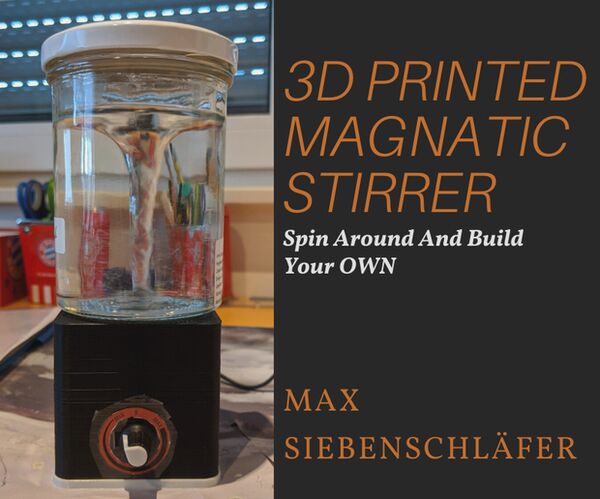 3D PRINTED
MAGNATIC
STIRRER
Spin Around And Build
Your OWN
MAX
SIEBENSCHLÄFER